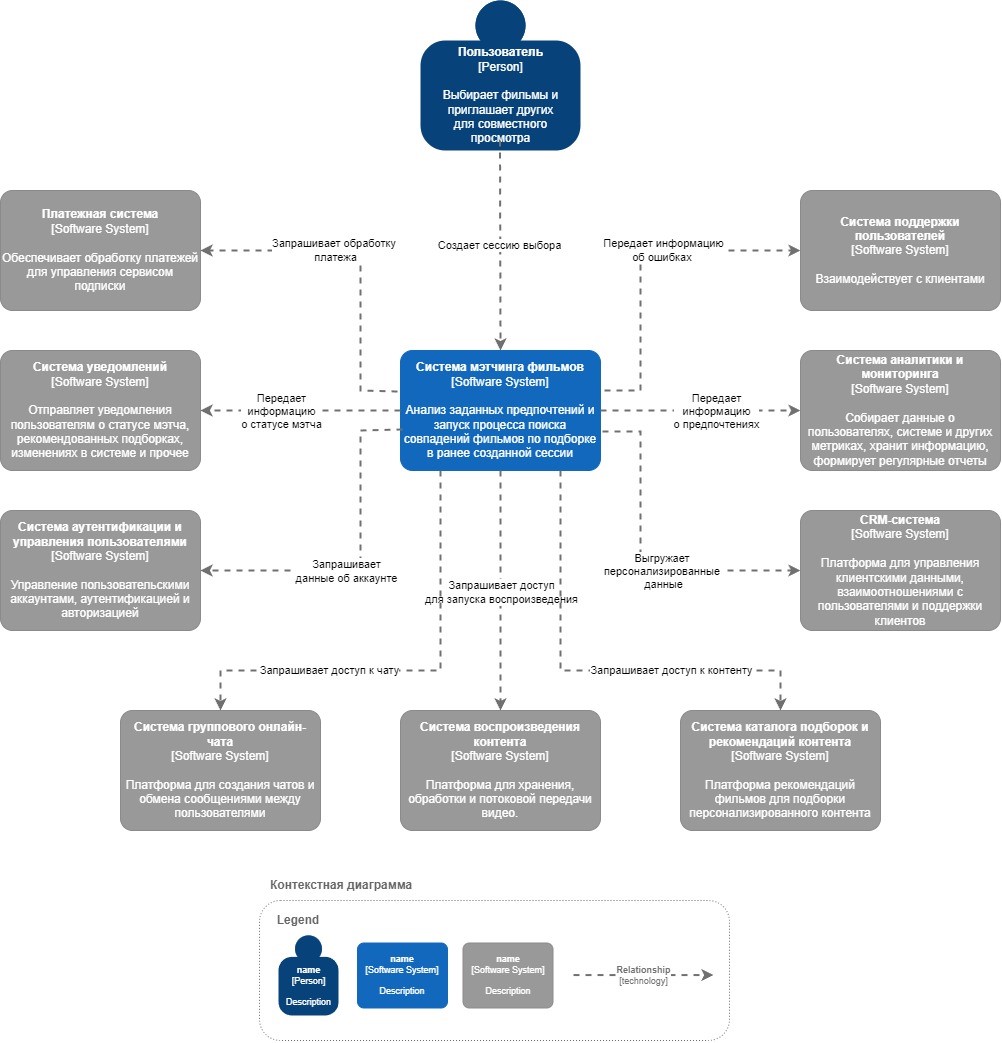 Пользователь
[Person]
Выбирает фильмы и
приглашает других
для совместного
просмотра
Создает сессию выбора
Платежная система
[Software System]
Обеспечивает обработку платежей
для управления сервисом
подписки
Запрашивает обработку
платежа
Передает информацию
об ошибках
Система поддержки
пользователей
[Software System]
Взаимодействует с клиентами
Система уведомлений
[Software System]
Отправляет уведомления
пользователям о статусе мэтча,
рекомендованных подборках,
изменениях в системе и прочее
Передает
информацию
о статусе мэтча
Система мэтчинга фильмов
[Software System]
Анализ заданных предпочтений и
запуск процесса поиска
совпадений фильмов по подборке
в ранее созданной сессии
Передает
информацию
о предпочтениях
Система аналитики и
мониторинга
[Software System]
Собирает данные о
пользователях, системе и других
метриках, хранит информацию,
формирует регулярные отчеты
Система аутентификации и
управления пользователями
[Software System]
Управление пользовательскими
аккаунтами, аутентификацией и
авторизацией
Запрашивает
данные об аккаунте
Запрашивает доступ
для запуска воспроизведения
Выгружает
персонализированные
данные
CRM-система
[Software System]
Платформа для управления
клиентскими данными,
взаимоотношениями с
пользователями и поддержки
клиентов
Запрашивает доступ к чату
Запрашивает доступ к контенту
Система группового онлайн-
чата
[Software System]
Платформа для создания чатов и
обмена сообщениями между
пользователями
Система воспроизведения
контента
[Software System]
Платформа для хранения,
обработки и потоковой передачи
видео.
Система каталога подборок и
рекомендаций контента
[Software System]
Платформа рекомендаций
фильмов для подборки
персонализированного контента
Контекстная диаграмма
Legend
name
[Person]
Description
name
[Software System]
Description
name
[Software System]
Description
Relationship
[technology]